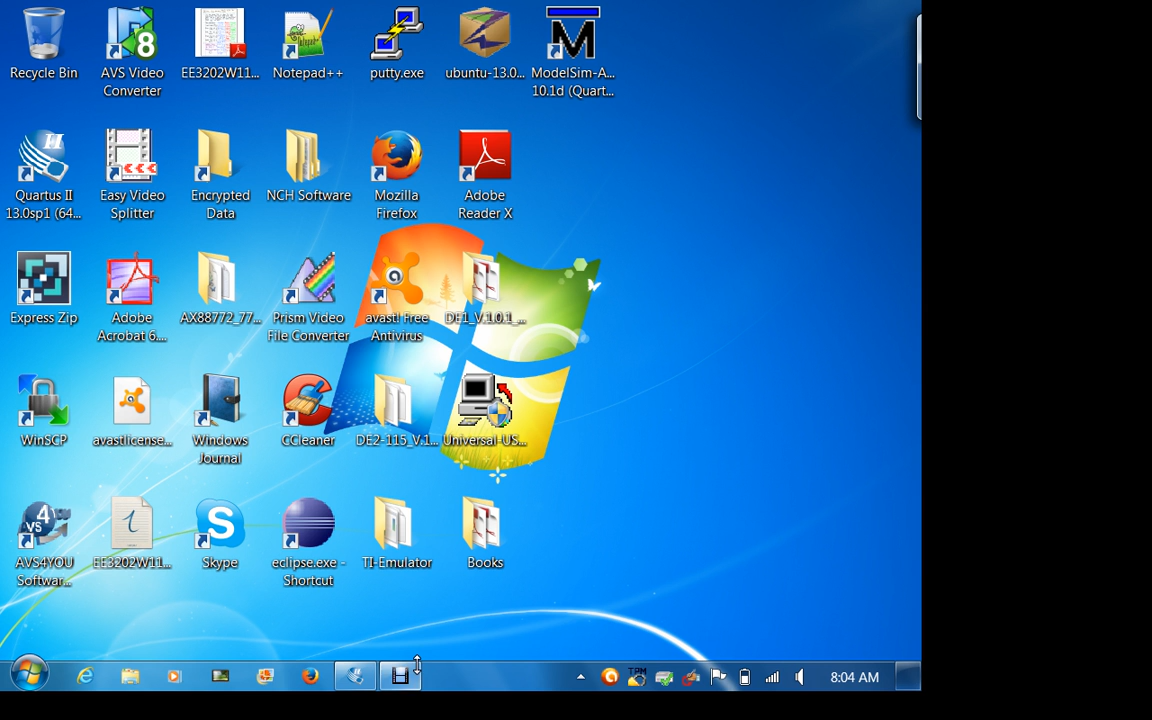 Recycle Bin
AVS Video
Converter
EE3202W11...
Notepad++
putty.exe
ubuntu-13.0...
ModelSim-A...
10.1d (Quart...
Quartus II
13.0sp1 (64...
Easy Video
Splitter
Encrypted
Data
NCH Software
Mozilla
Firefox
Adobe
Reader X
Express Zip
Adobe
Acrobat 6....
AX88772_77...
Prism Video
File Converter
avast! Free
Antivirus
DE1_V.1.0.1_...
WinSCP
avastlicense...
Windows
Journal
CCleaner
DE2-115_V.1...
Universal-US...
AVS4YOU
Softwar...
EE3202W11...
Skype
eclipse.exe -
Shortcut
TI-Emulator
Books
TPM
8:04 AM